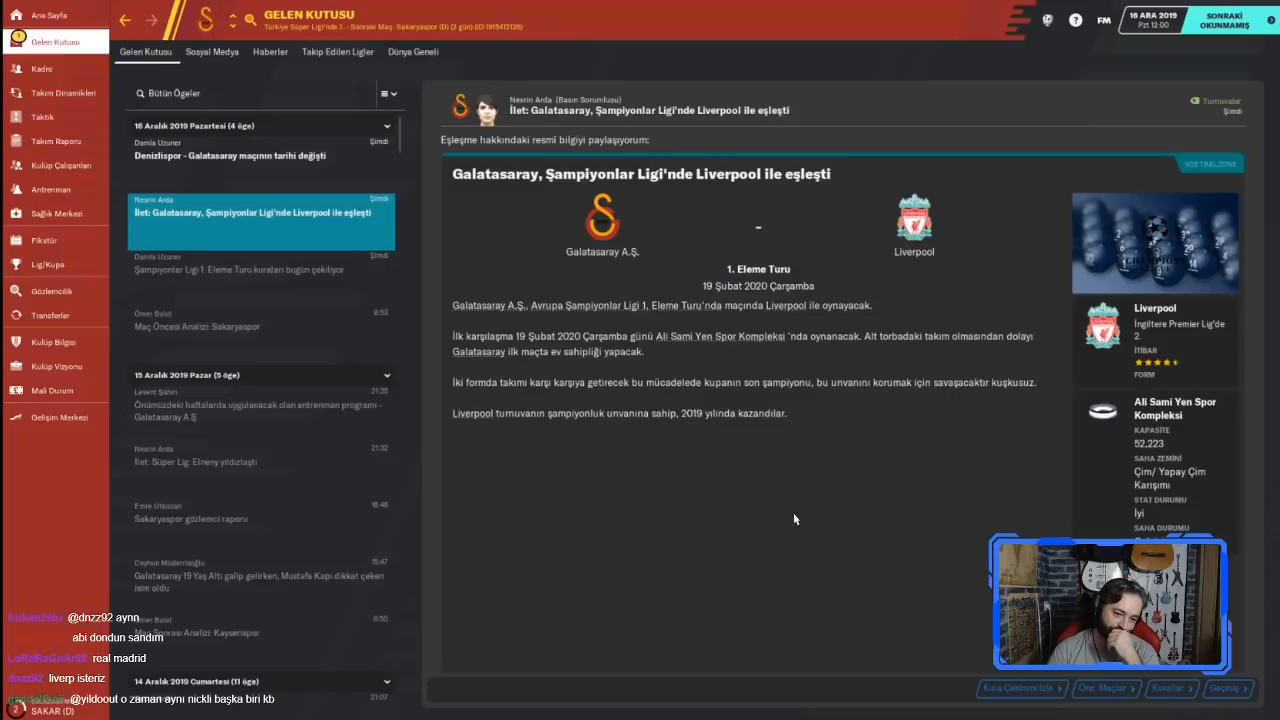 Ana Sayfa
Gelen Kutusu
Kadro
Takım Dinamikleri
Taktik
Takım Raporu
Kulüp Çalışanları
Antrenman
Sağlık Merkezi
Fikstür
Lig/Kupa
Gözlemcilik
Transferler
Kulüp Bilgisi
Kulüp Vizyonu
Mali Durum
Gelişim Merkezi
SAKAR (D)
GELEN KUTUSU
Türkiye Süper Ligi'nde 1. - Sonraki Maç: Sakaryaspor (D) (2 gün) (ID:1915412126)
FM
16 ARA 2019
Pzt 12:00
SONRAKİ
OKUNMAMIŞ
Gelen Kutusu
Sosyal Medya
Haberler
Takip Edilen Ligler
Dünya Geneli
Bütün Ögeler
16 Aralık 2019 Pazartesi (4 öge)
Damla Uzuner
Şimdi
Denizlispor - Galatasaray maçının tarihi değişti
Nesrin Arda
Şimdi
İlet: Galatasaray, Şampiyonlar Ligi'nde Liverpool ile eşleşti
Damla Uzuner
Şimdi
Şampiyonlar Ligi 1. Eleme Turu kuraları bugün çekiliyor
Ömer Bulut
8:53
Maç Öncesi Analizi: Sakaryaspor
15 Aralık 2019 Pazar (5 öge)
Levent Şahin
21:35
Önümüzdeki haftalarda uygulanacak olan antrenman programı -
Galatasaray A.Ş.
Nesrin Arda
21:32
İlet: Süper Lig: Elneny yıldızlaştı
Emre Utkucan
16:46
Sakaryaspor gözlemci raporu
Ceyhun Müderrisoğlu
15:47
Galatasaray 19 Yaş Altı galip gelirken, Mustafa Kapı dikkat çeken
isim oldu
8:50
Maç Sonrası Analizi: Kayserispor
14 Aralık 2019 Cumartesi (11 öge)
21:07
Nesrin Arda (Basın Sorumlusu)
İlet: Galatasaray, Şampiyonlar Ligi'nde Liverpool ile eşleşti
Turnuvalar
Şimdi
Eşleşme hakkındaki resmî bilgiyi paylaşıyorum:
VOETBALZONE
Galatasaray, Şampiyonlar Ligi'nde Liverpool ile eşleşti
Galatasaray A.Ş.
-
Liverpool
1. Eleme Turu
19 Şubat 2020 Çarşamba
Galatasaray A.Ş., Avrupa Şampiyonlar Ligi 1. Eleme Turu'nda maçında Liverpool ile oynayacak.
İlk karşılaşma 19 Şubat 2020 Çarşamba günü Ali Sami Yen Spor Kompleksi 'nda oynanacak. Alt torbadaki takım olmasından dolayı
Galatasaray ilk maçta ev sahipliği yapacak.
İki formda takımı karşı karşıya getirecek bu mücadelede kupanın son şampiyonu, bu unvanını korumak için savaşacaktır kuşkusuz.
Liverpool turnuvanın şampiyonluk unvanına sahip, 2019 yılında kazandılar.
Liverpool
İngiltere Premier Lig'de
2.
İTİBAR
FORM
Ali Sami Yen Spor
Kompleksi
KAPASİTE
52,223
SAHA ZEMİNİ
Çim/ Yapay Çim
Karışımı
STAT DURUMU
İyi
SAHA DURUMU
Kura Çekimini İzle
Önc. Maçlar
Kurallar
Geçmiş
@dnzz92 aynn
abi dondun sandım
real madrid
dnzz92 liverp isteriz
@yildoout o zaman aynı nickli başka biri kb